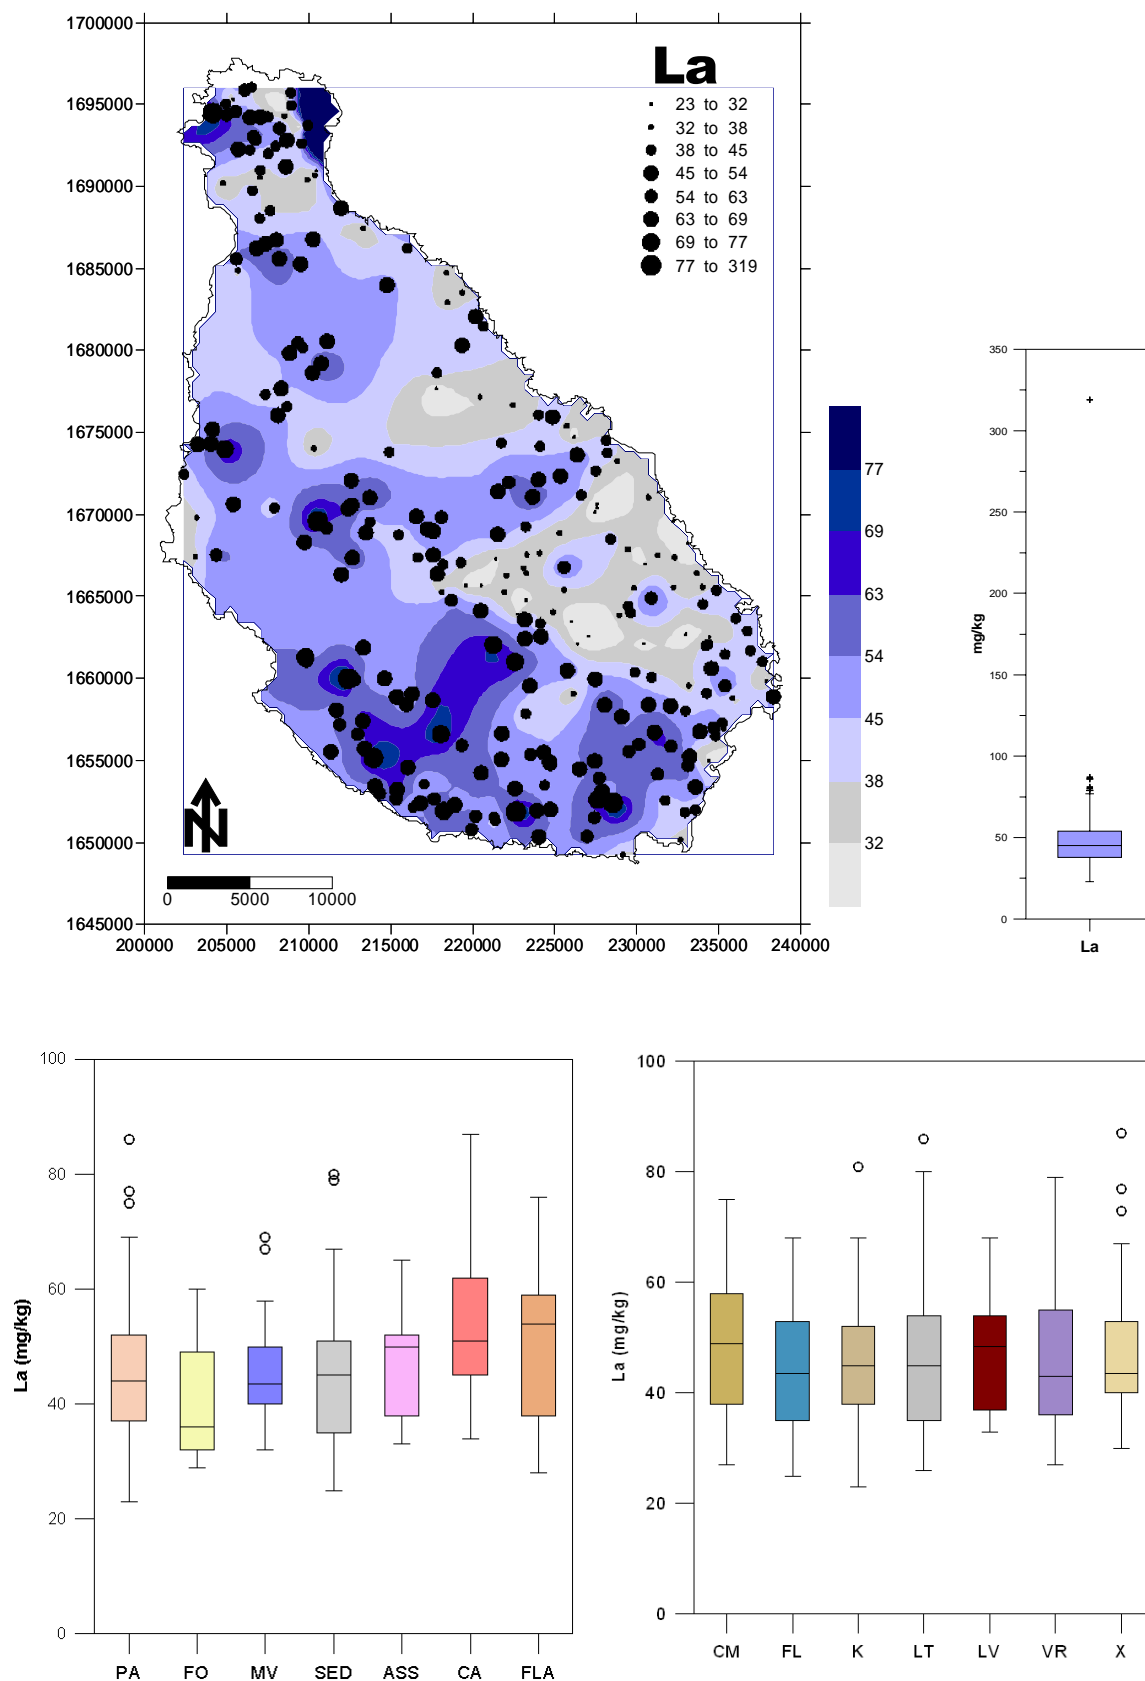 La
1700000
1695000
1690000
1685000
1680000
1675000
1670000
1665000
1660000
1655000
1650000
1645000
23 to 32
32 to 38
38 to 45
45 to 54
54 to 63
63 to 69
69 to 77
77 to 319
N
0 5000 10000
200000 205000 210000 215000 220000 225000 230000 235000 240000
77
69
63
54
45
38
32
350
300
250
200
150
100
50
0
mg/kg
La
100
80
60
40
20
0
La (mg/kg)
PA FO MV SED ASS CA FLA
100
80
60
40
20
0
La (mg/kg)
CM FL K LT LV VR X